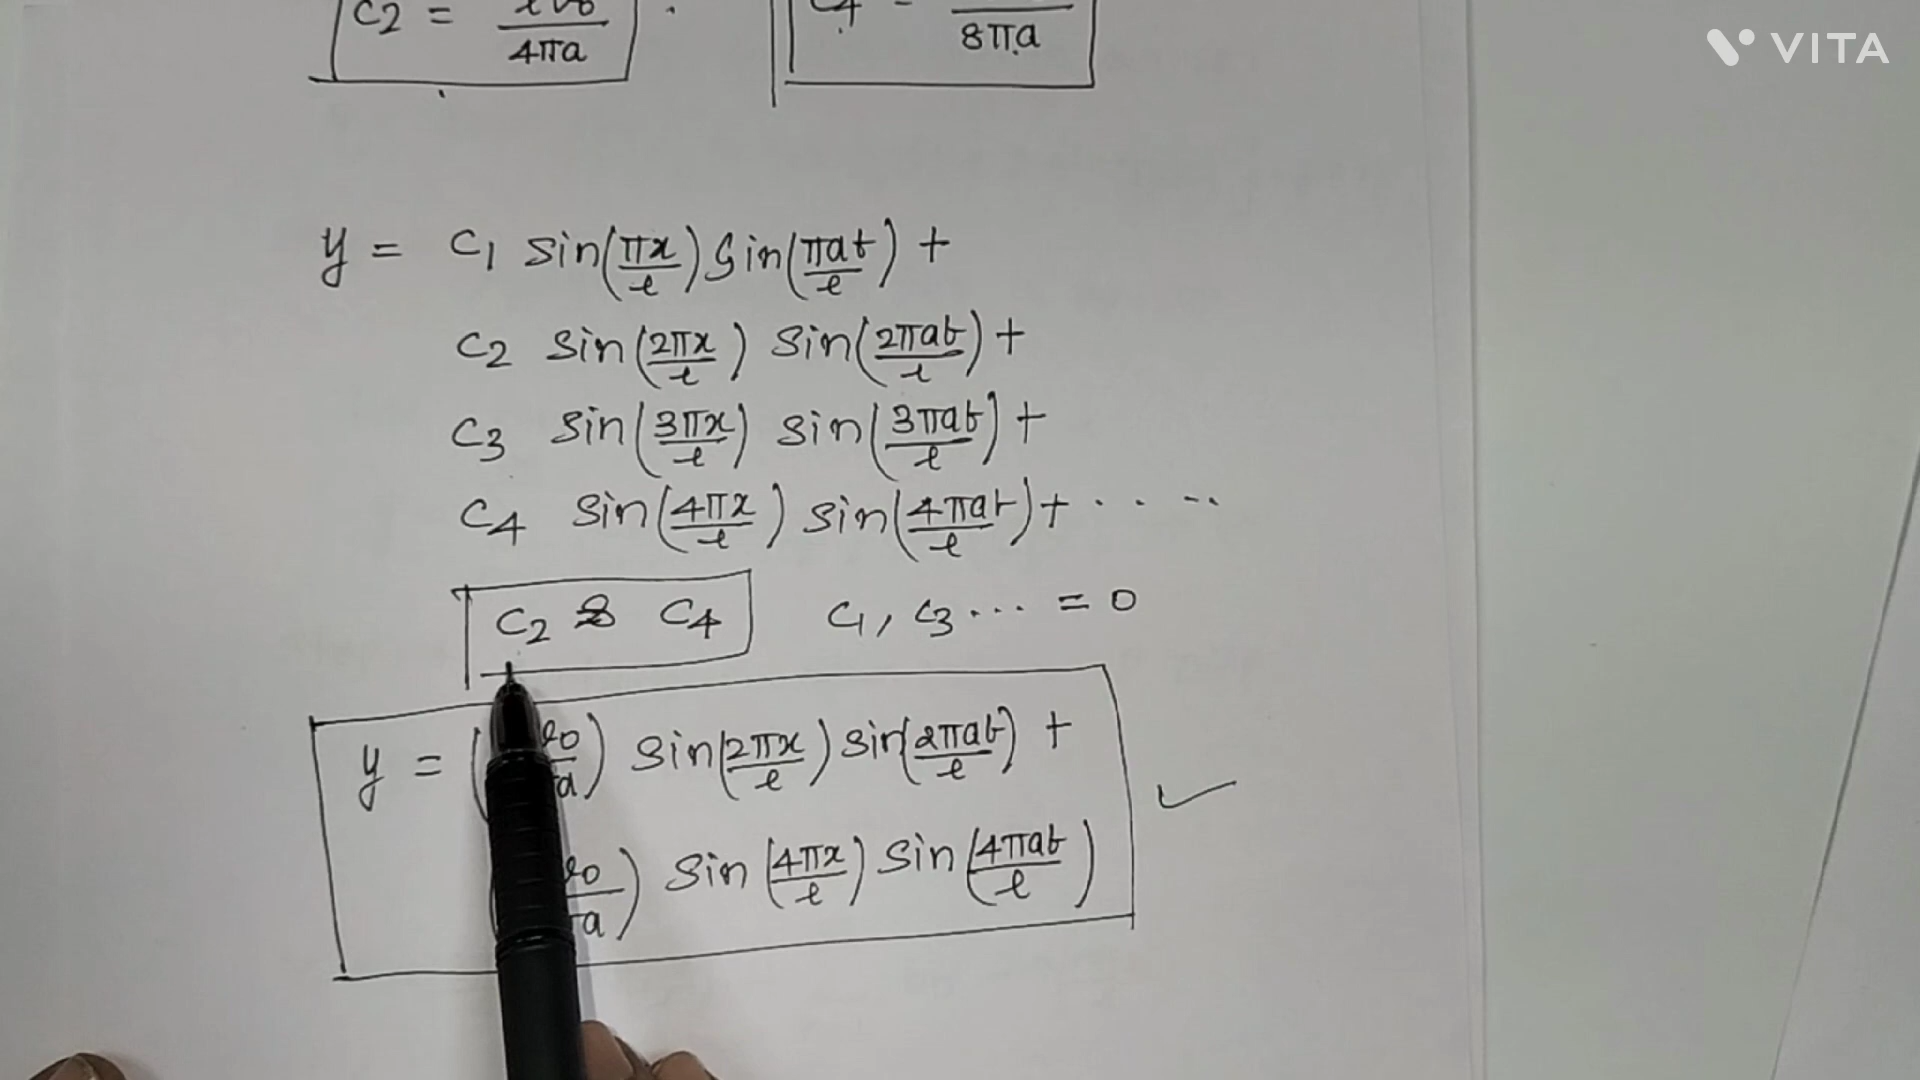 VITA
C2 = / 4πa
C4 = / 8πa
y = C1 sin(πx/l) sin(πat/l) +
C2 sin(2πx/l) sin(2πat/l) +
C3 sin(3πx/l) sin(3πat/l) +
C4 sin(4πx/l) sin(4πat/l) + . . . .
C2 & C4 C1, C3 ... = 0
y = ( ) sin(2πx/l) sin(2πat/l) +
( ) sin(4πx/l) sin(4πat/l)